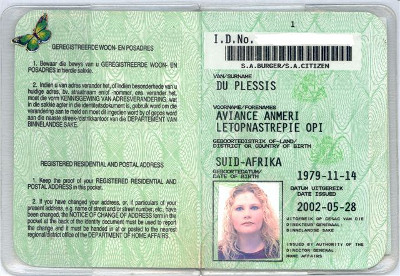 GEREGISTREERDE WOON- EN POSADRES
1. Bewaar die bewys van u GEREGISTREERDE WOON-
EN POSADRES in hierdie sakkie.
2. Indien u van adres verander het, of indien besonderhede van u
huidige adres, bv. straatnaam en/of -nommer, ens. verander het,
moet die vorm KENNISGEWING VAN ADRESVERANDERING, wat
in die sakkie agter in die identiteitsboekie is, gebruik word om die
verandering aan te meld en moet dit ingedien word by of gepos word
aan die naaste streek-/distrikskantoor van die DEPARTEMENT VAN
BINNELANDSE SAKE.
REGISTERED RESIDENTIAL AND POSTAL ADDRESS
1. Keep the proof of your REGISTERED RESIDENTIAL AND
POSTAL ADDRESS in this pocket.
2. If you have changed your address, or, if particulars of your
present address, e.g. name of street and/or street number, etc., have
been changed, the NOTICE OF CHANGE OF ADDRESS form in the
pocket at the back of the identity document must be used to report
the change and it must be handed in at or posted to the nearest
regional/district office of the DEPARTMENT OF HOME AFFAIRS.
1
I.D.No.
S.A.BURGER/S.A.CITIZEN
VAN/SURNAME
DU PLESSIS
VOORNAME/FORENAMES
AVIANCE ANMERI
LETOPNASTREPIE OPI
GEBOORTEDISTRIK OF-LAND/
DISTRICT OR COUNTRY OF BIRTH
SUID-AFRIKA
GEBOORTEDATUM/
DATE OF BIRTH
1979-11-14
DATUM UITGEREIK
DATE ISSUED
2002-05-28
UITGEREIK OP GESAG VAN DIE
DIREKTEUR-GENERAAL:
BINNELANDSE SAKE
ISSUED BY AUTHORITY OF THE
DIRECTOR-GENERAL:
HOME AFFAIRS